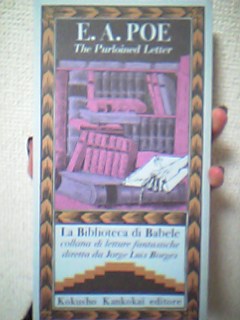 E. A. POE
The Purloined Letter
La Biblioteca di Babele
collana di letture fantastiche
diretta da Jorge Luis Borges
Kokusho Kankokai editore